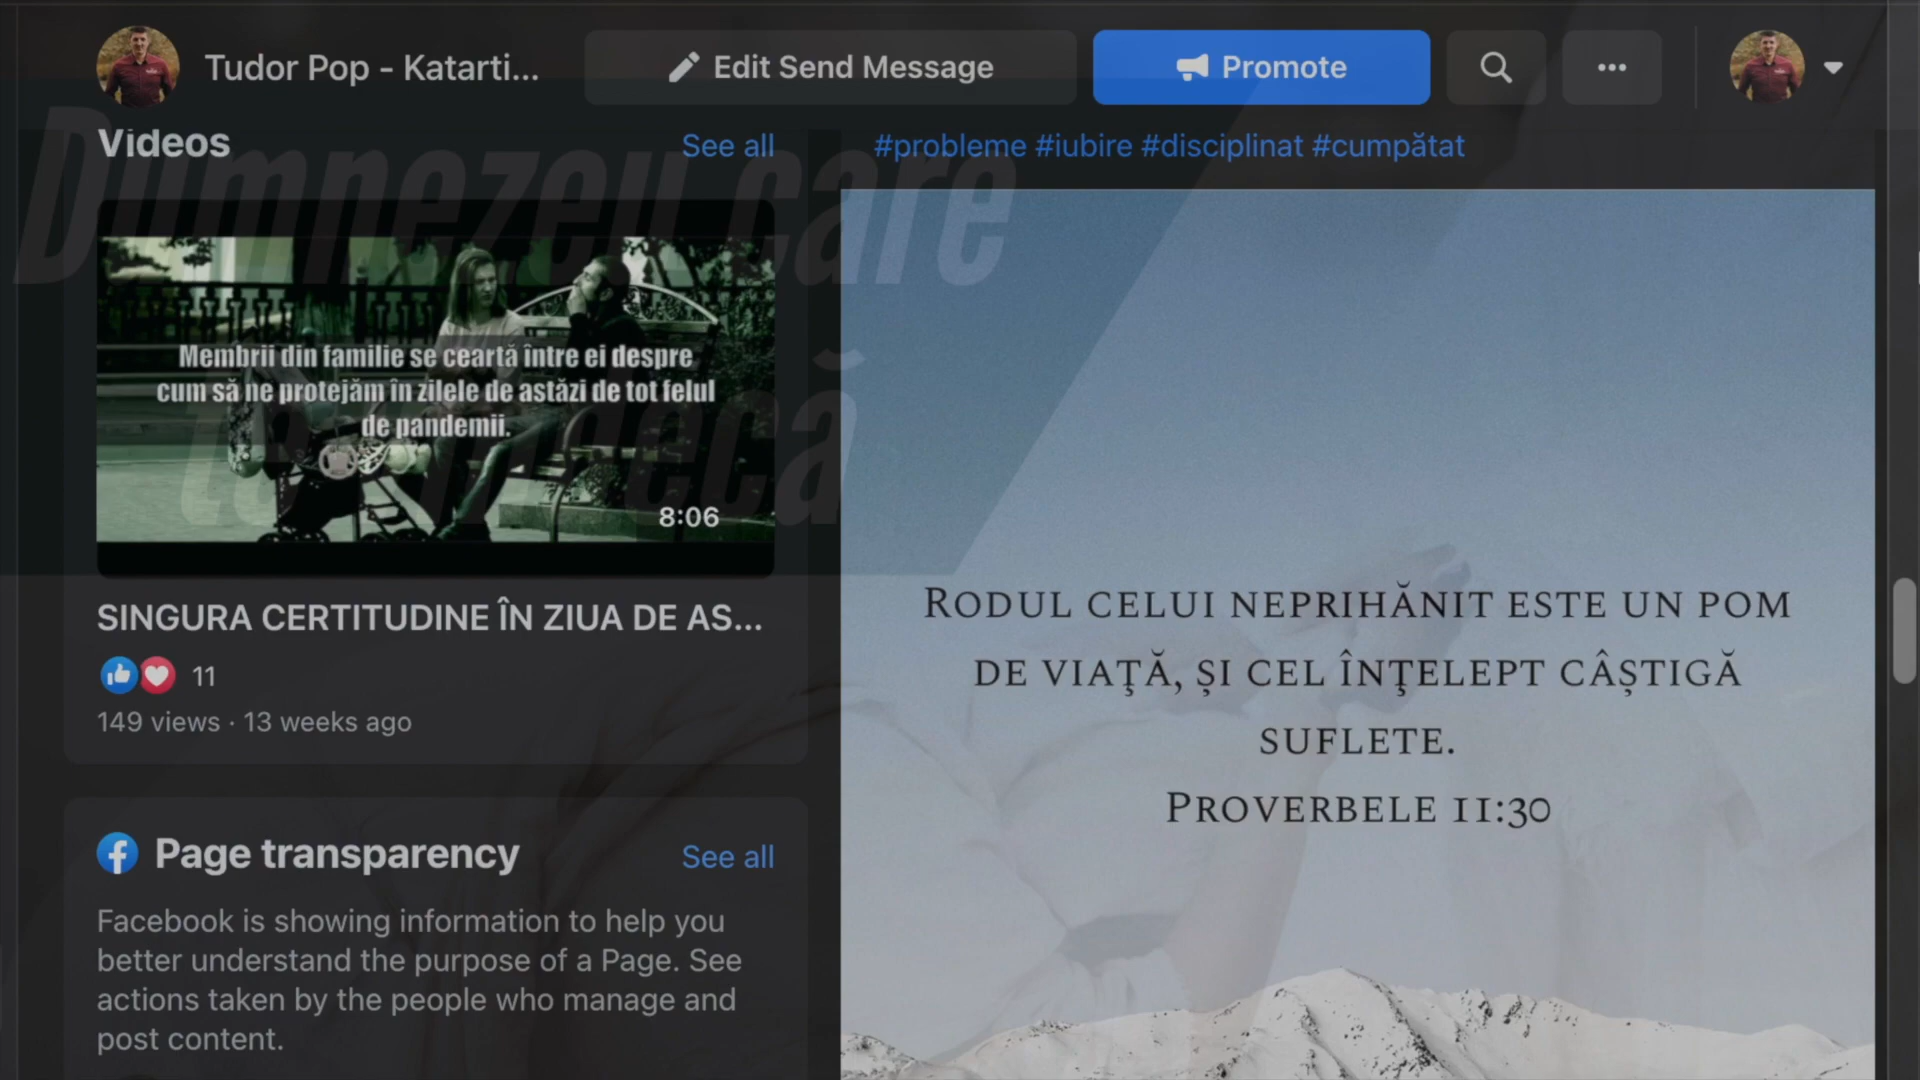 Tudor Pop - Katarti...
Edit Send Message
Promote
Videos
See all
#probleme #iubire #disciplinat #cumpătat
Dumnezeu care
te vindecă
Membrii din familie se ceartă între ei despre
cum să ne protejăm în zilele de astăzi de tot felul
de pandemii.
8:06
SINGURA CERTITUDINE ÎN ZIUA DE AS...
11
149 views · 13 weeks ago
Page transparency
See all
Facebook is showing information to help you
better understand the purpose of a Page. See
actions taken by the people who manage and
post content.
RODUL CELUI NEPRIHĂNIT ESTE UN POM
DE VIAŢĂ, ȘI CEL ÎNŢELEPT CÂȘTIGĂ
SUFLETE.
PROVERBELE 11:30